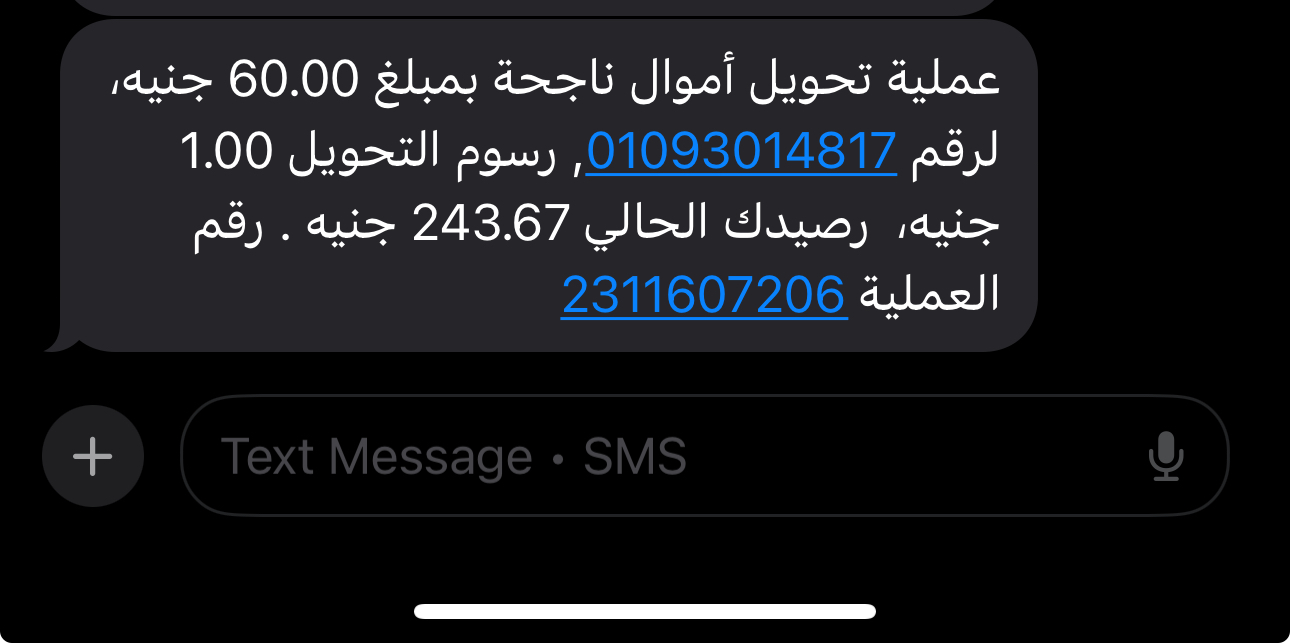 عملية تحويل أموال ناجحة بمبلغ 60.00 جنيه،
لرقم 01093014817, رسوم التحويل 1.00
جنيه،  رصيدك الحالي 243.67 جنيه . رقم
العملية 2311607206
Text Message • SMS